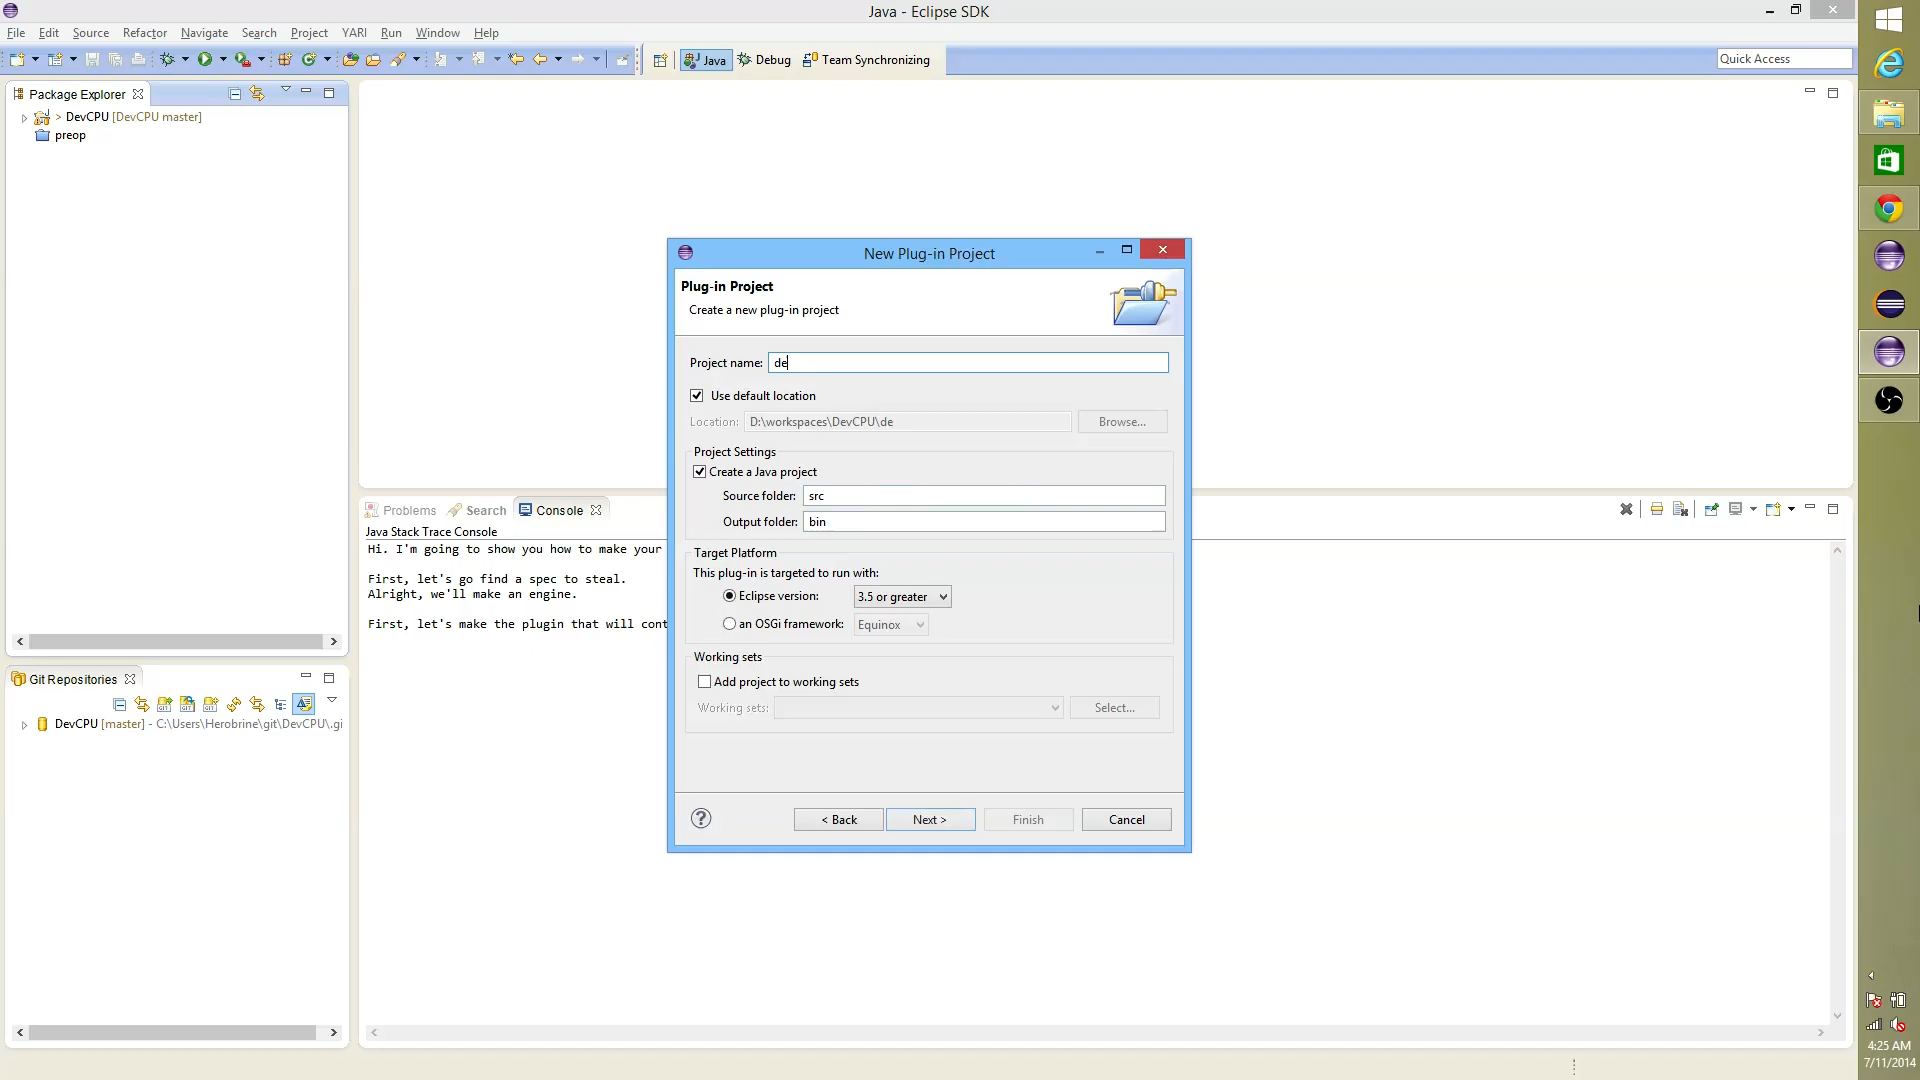 Java - Eclipse SDK
File Edit Source Refactor Navigate Search Project YARI Run Window Help
Java Debug Team Synchronizing
Quick Access
Package Explorer
> DevCPU [DevCPU master]
preop
New Plug-in Project
Plug-in Project
Create a new plug-in project
Project name: de
Use default location
Location: D:\workspaces\DevCPU\de Browse...
Project Settings
Create a Java project
Source folder: src
Output folder: bin
Target Platform
This plug-in is targeted to run with:
Eclipse version: 3.5 or greater
an OSGi framework: Equinox
Working sets
Add project to working sets
Working sets: Select...
< Back Next > Finish Cancel
Problems Search Console
Java Stack Trace Console
Hi. I'm going to show you how to make your
First, let's go find a spec to steal.
Alright, we'll make an engine.
First, let's make the plugin that will cont
Git Repositories
DevCPU [master] - C:\Users\Herobrine\git\DevCPU\.gi
4:25 AM
7/11/2014